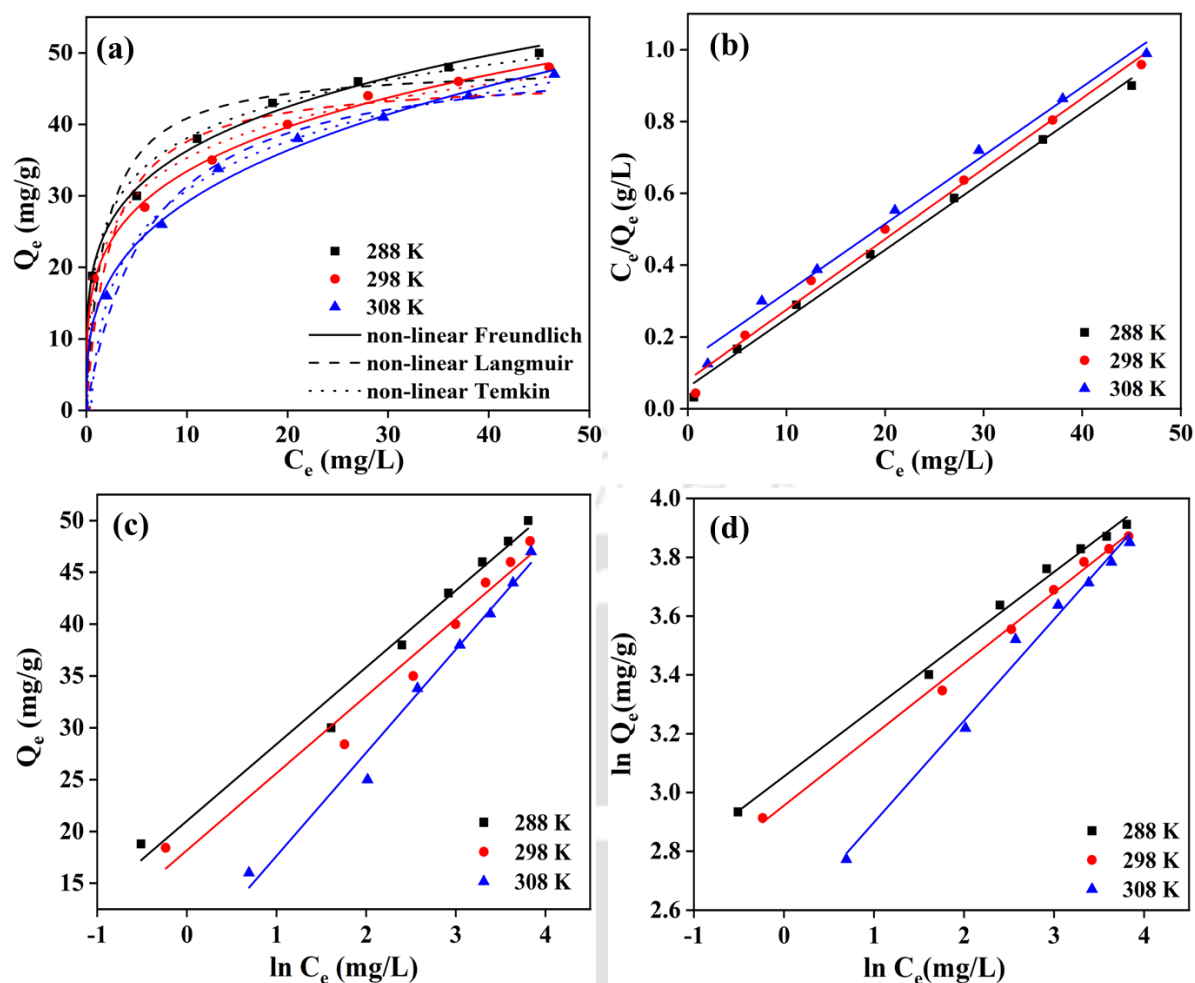 (a)
Qe (mg/g)
50
40
30
20
10
0
288 K
298 K
308 K
non-linear Freundlich
non-linear Langmuir
non-linear Temkin
0 10 20 30 40 50
Ce (mg/L)
(b)
Ce/Qe (g/L)
1.0
0.8
0.6
0.4
0.2
0.0
288 K
298 K
308 K
0 10 20 30 40 50
Ce (mg/L)
(c)
Qe (mg/g)
50
45
40
35
30
25
20
15
288 K
298 K
308 K
-1 0 1 2 3 4
ln Ce (mg/L)
(d)
ln Qe(mg/g)
4.0
3.8
3.6
3.4
3.2
3.0
2.8
2.6
288 K
298 K
308 K
-1 0 1 2 3 4
ln Ce(mg/L)